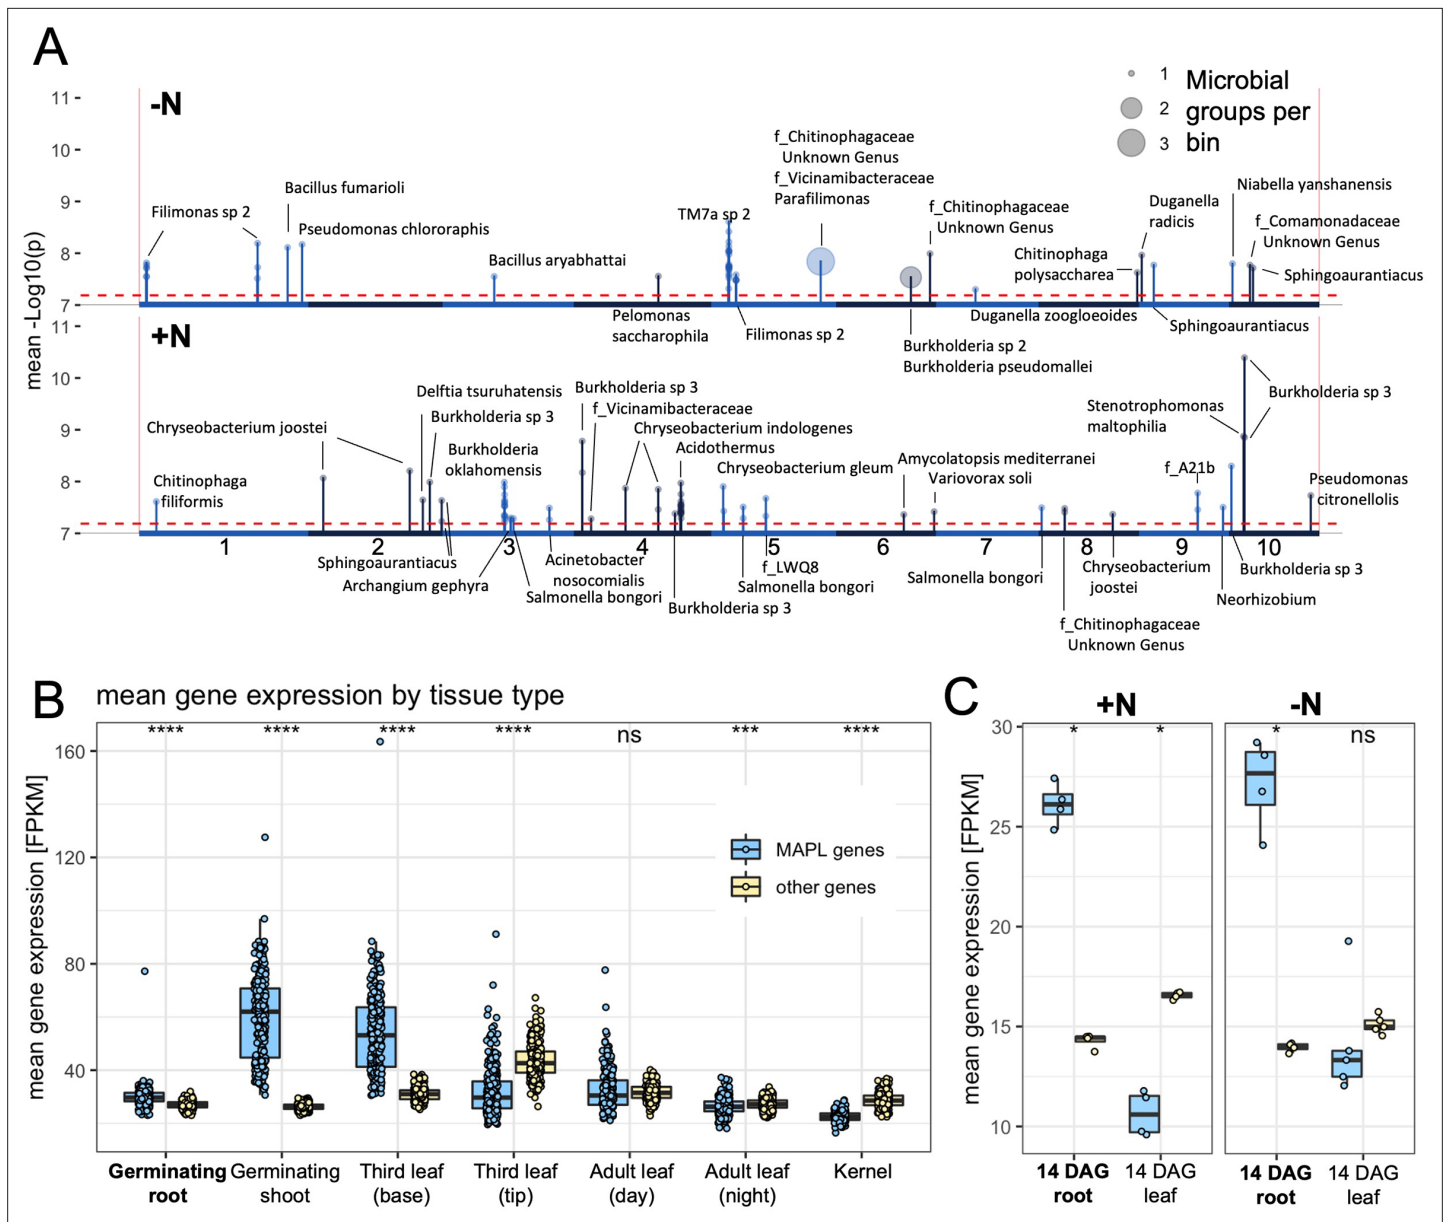 A
-N
1
2
3
Microbial
groups per
bin
mean -Log10(p)
11
10
9
8
7
Filimonas sp 2
Bacillus fumarioli
Pseudomonas chlororaphis
Bacillus aryabhattai
Pelomonas
saccharophila
TM7a sp 2
Filimonas sp 2
f_Chitinophagaceae
Unknown Genus
f_Vicinamibacteraceae
Parafilimonas
Burkholderia sp 2
Burkholderia pseudomallei
f_Chitinophagaceae
Unknown Genus
Duganella zoogloeoides
Chitinophaga
polysaccharea
Duganella
radicis
Sphingoaurantiacus
Niabella yanshanensis
f_Comamonadaceae
Unknown Genus
Sphingoaurantiacus
+N
11
10
9
8
7
Chitinophaga
filiformis
Chryseobacterium joostei
Delftia tsuruhatensis
Burkholderia sp 3
Burkholderia
oklahomensis
Burkholderia sp 3
f_Vicinamibacteraceae
Chryseobacterium indologenes
Acidothermus
Chryseobacterium gleum
Amycolatopsis mediterranei
Variovorax soli
Stenotrophomonas
maltophilia
Burkholderia sp 3
f_A21b
Pseudomonas
citronellolis
1
2
3
4
5
6
7
8
9
10
Sphingoaurantiacus
Archangium gephyra
Acinetobacter
nosocomialis
Salmonella bongori
Burkholderia sp 3
f_LWQ8
Salmonella bongori
Salmonella bongori
Chryseobacterium
joostei
f_Chitinophagaceae
Unknown Genus
Burkholderia sp 3
Neorhizobium
B
mean gene expression by tissue type
mean gene expression [FPKM]
160
120
80
40
**** **** **** **** ns *** ****
MAPL genes
other genes
Germinating
root
Germinating
shoot
Third leaf
(base)
Third leaf
(tip)
Adult leaf
(day)
Adult leaf
(night)
Kernel
C
+N
-N
mean gene expression [FPKM]
30
25
20
15
10
* * * ns
14 DAG
root
14 DAG
leaf
14 DAG
root
14 DAG
leaf